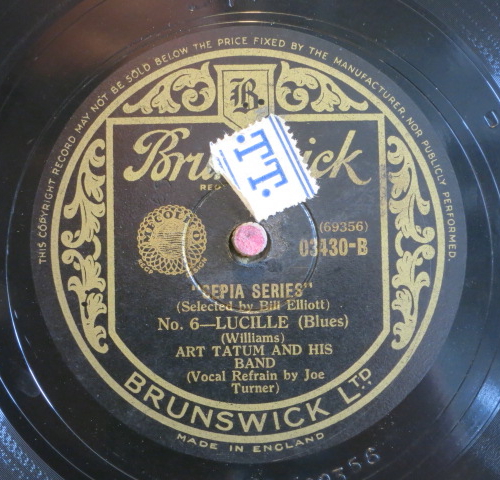 THIS COPYRIGHT RECORD MAY NOT BE SOLD BELOW THE PRICE FIXED BY THE MANUFACTURER, NOR PUBLICLY PERFORMED.
B.
Brunswick
T.T.
(69356)
03430-B
"SEPIA SERIES"
(Selected by Bill Elliott)
No. 6—LUCILLE (Blues)
(Williams)
ART TATUM AND HIS
BAND
(Vocal Refrain by Joe
Turner)
BRUNSWICK LTD.
MADE IN ENGLAND